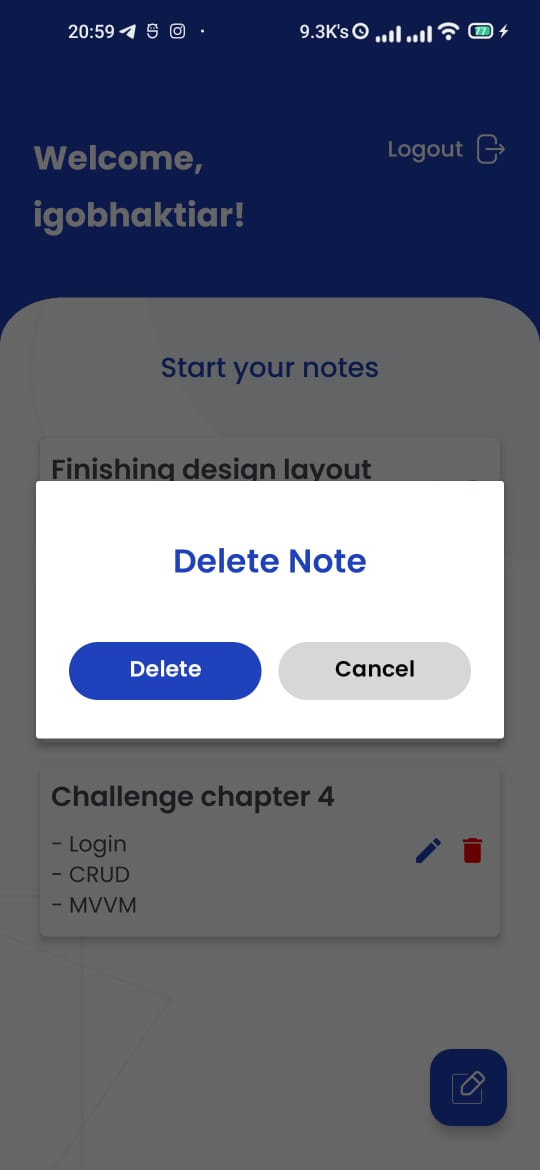 20:59
9.3K's
77
Welcome,
igobhaktiar!
Logout
Start your notes
Finishing design layout
Delete Note
Delete
Cancel
Challenge chapter 4
- Login
- CRUD
- MVVM